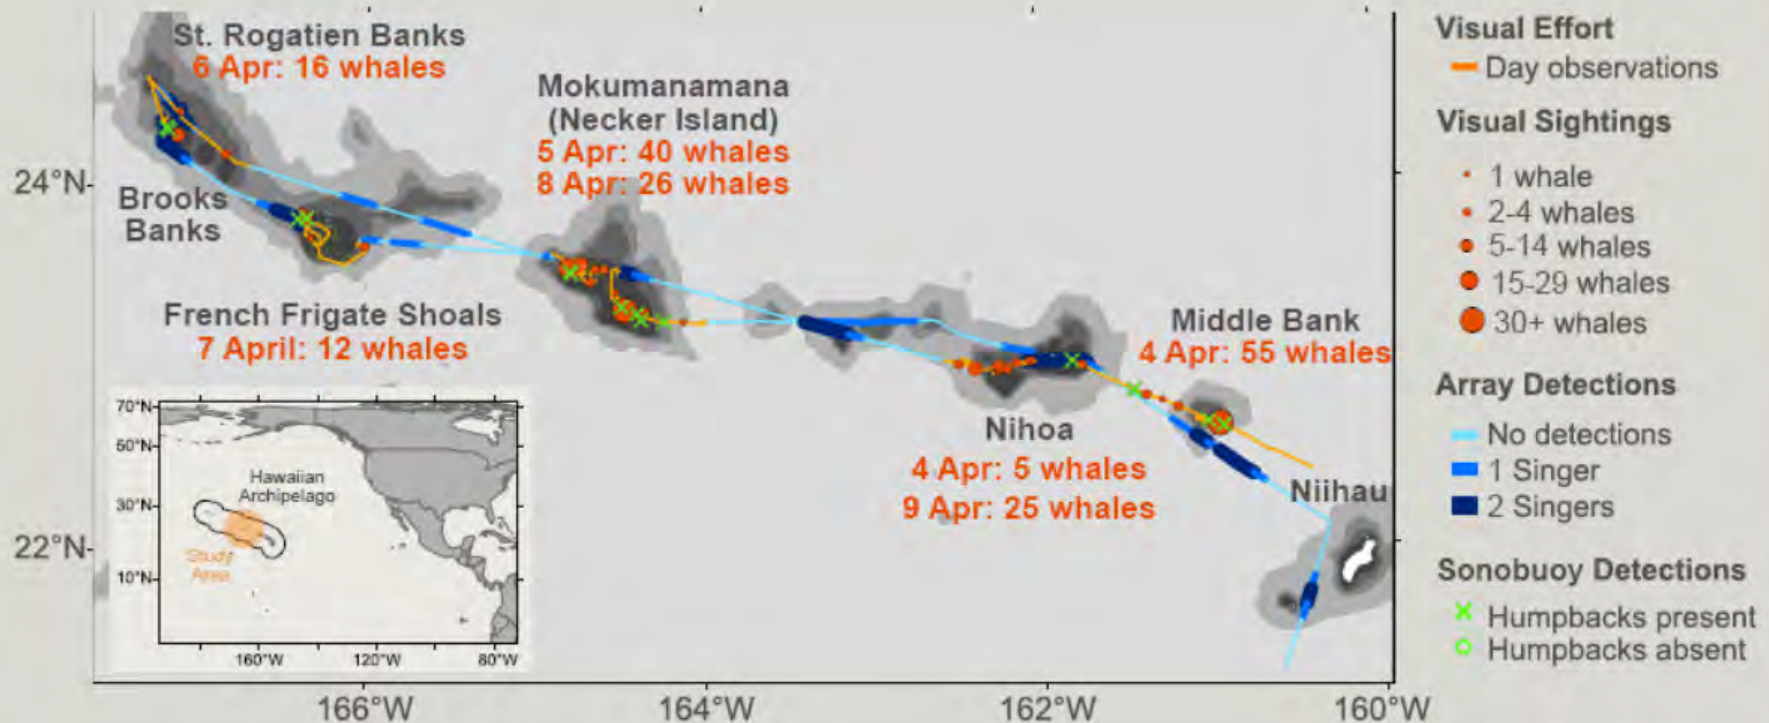 St. Rogatien Banks
6 Apr: 16 whales
Mokumanamana
(Necker Island)
5 Apr: 40 whales
8 Apr: 26 whales
Brooks
Banks
French Frigate Shoals
7 April: 12 whales
Middle Bank
4 Apr: 55 whales
Nihoa
4 Apr: 5 whales
9 Apr: 25 whales
Niihau
24°N
22°N
166°W
164°W
162°W
160°W
70°N
50°N
40°N
30°N
10°N
160°W
120°W
80°W
Hawaiian
Archipelago
Study
Area
Visual Effort
Day observations
Visual Sightings
1 whale
2-4 whales
5-14 whales
15-29 whales
30+ whales
Array Detections
No detections
1 Singer
2 Singers
Sonobuoy Detections
Humpbacks present
Humpbacks absent